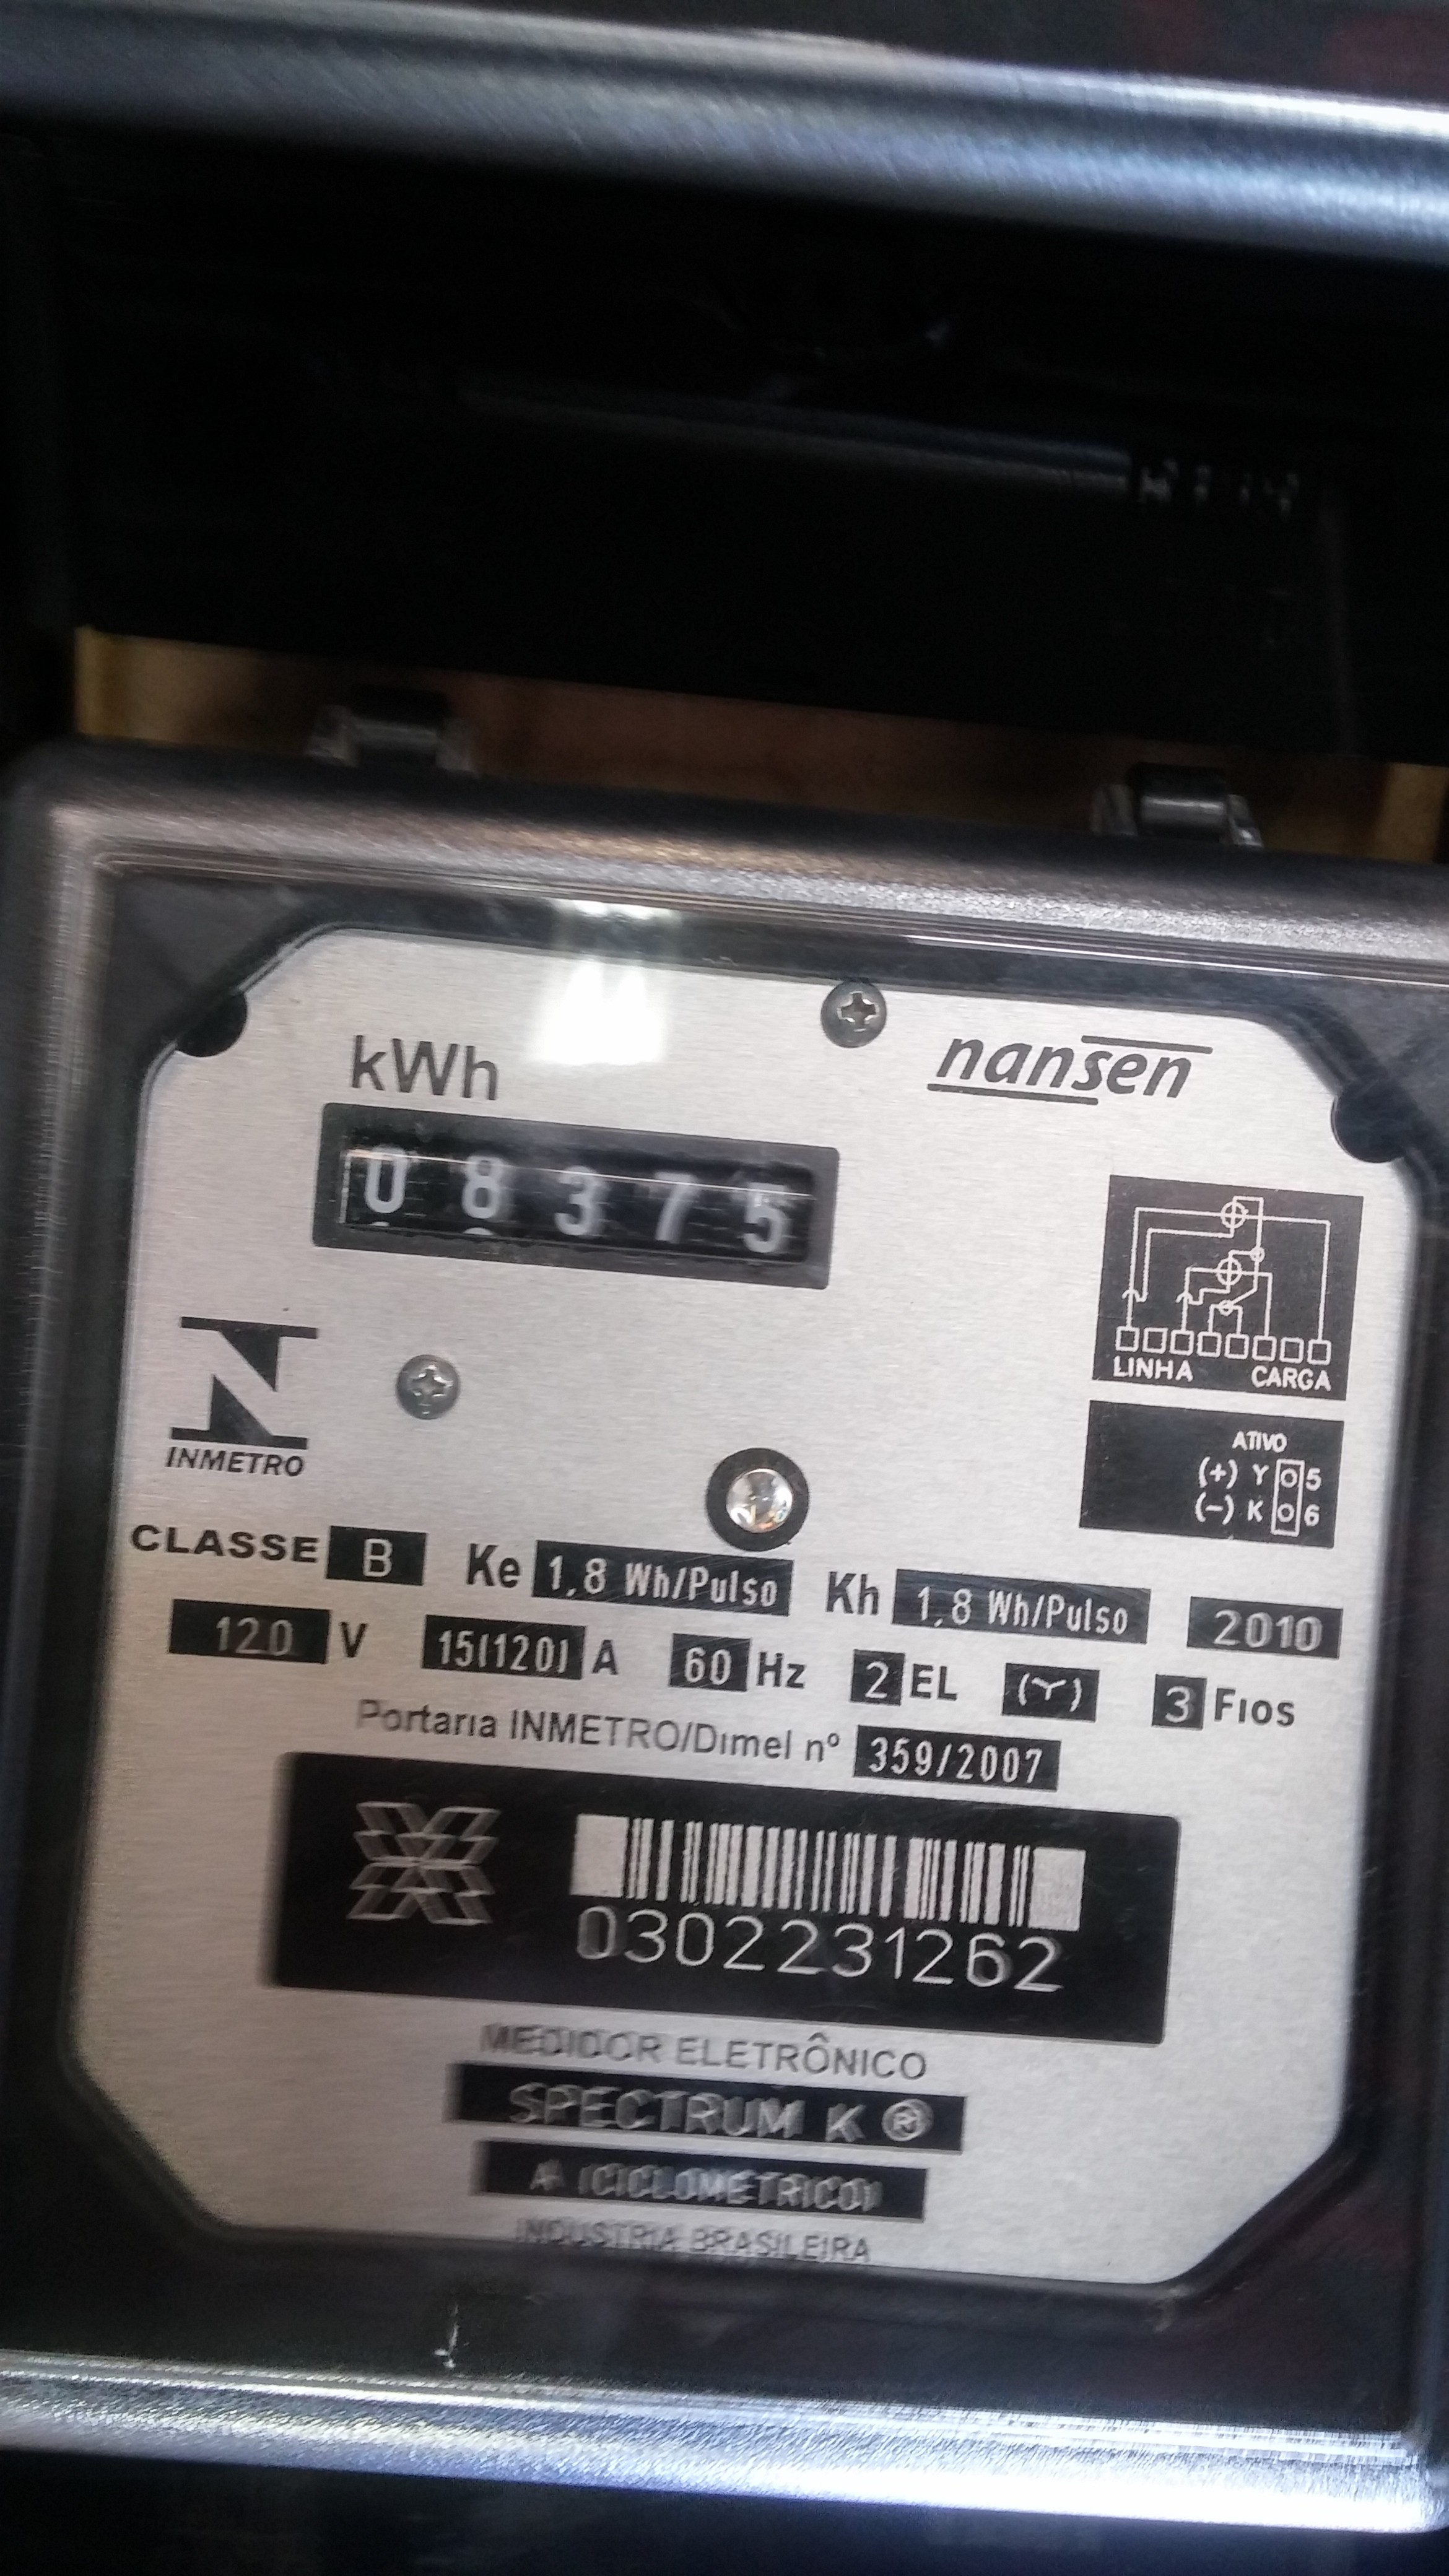 kWh
nansen
08375
LINHA CARGA
INMETRO
ATIVO
(+) Y 5
(-) K 6
CLASSE B Ke 1,8 Wh/Pulso Kh 1,8 Wh/Pulso 2010
120 V 15(120) A 60 Hz 2 EL (Y) 3 Fios
Portaria INMETRO/Dimel nº 359/2007
0302231262
MEDIDOR ELETRÔNICO
SPECTRUM K ®
A (CICLOMETRICO)
INDUSTRIA BRASILEIRA